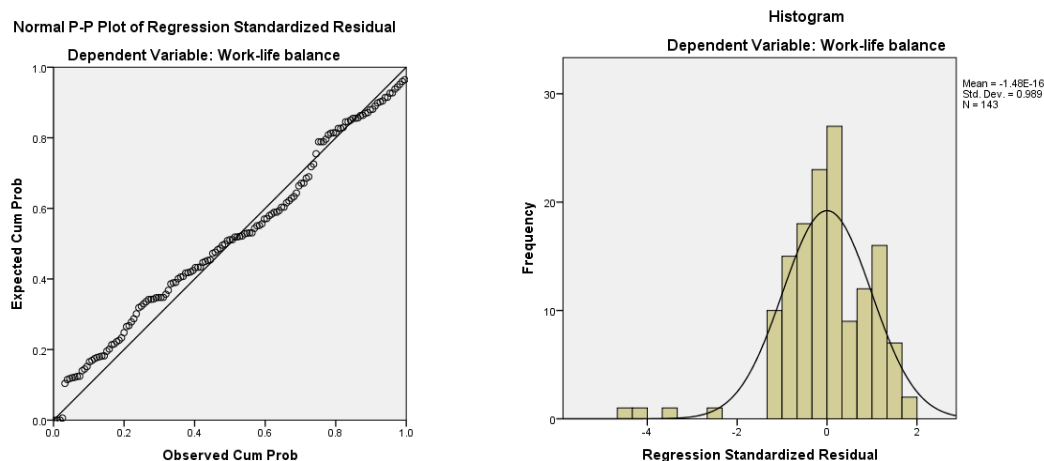 Normal P-P Plot of Regression Standardized Residual
Dependent Variable: Work-life balance
1.0
0.8
0.6
0.4
0.2
0.0
0.0 0.2 0.4 0.6 0.8 1.0
Expected Cum Prob
Observed Cum Prob
Histogram
Dependent Variable: Work-life balance
Mean = -1.48E-16
Std. Dev. = 0.989
N = 143
30
20
10
0
-4 -2 0 2
Frequency
Regression Standardized Residual